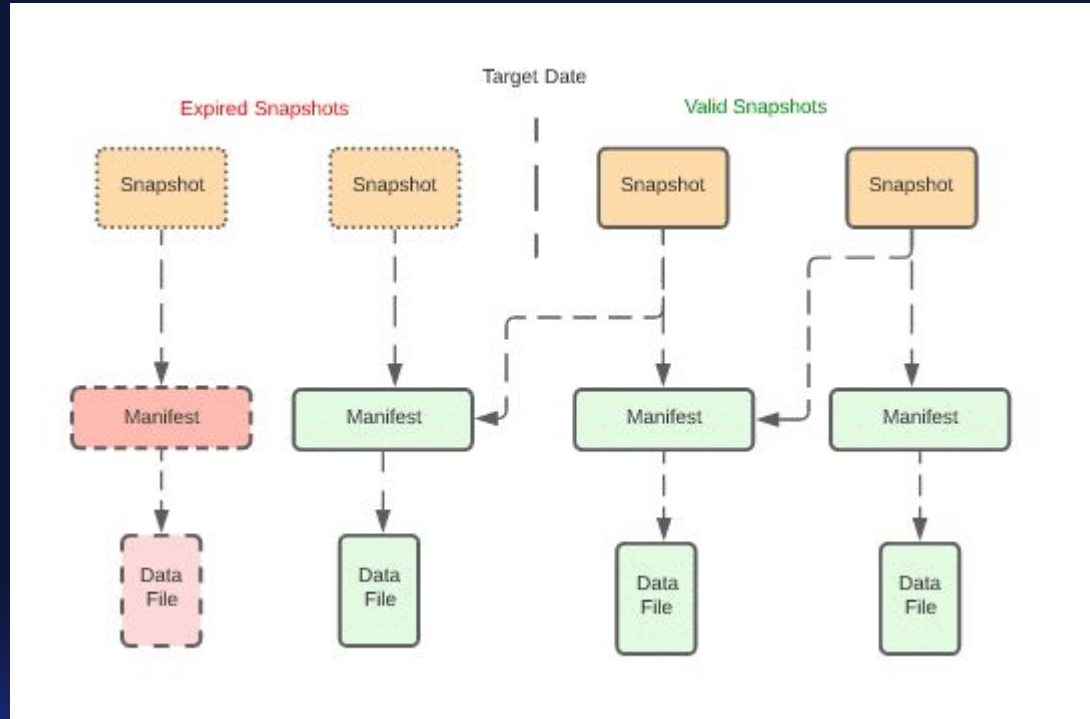 Target Date
Expired Snapshots
Valid Snapshots
Snapshot
Snapshot
Snapshot
Snapshot
Manifest
Manifest
Manifest
Manifest
Data
File
Data
File
Data
File
Data
File